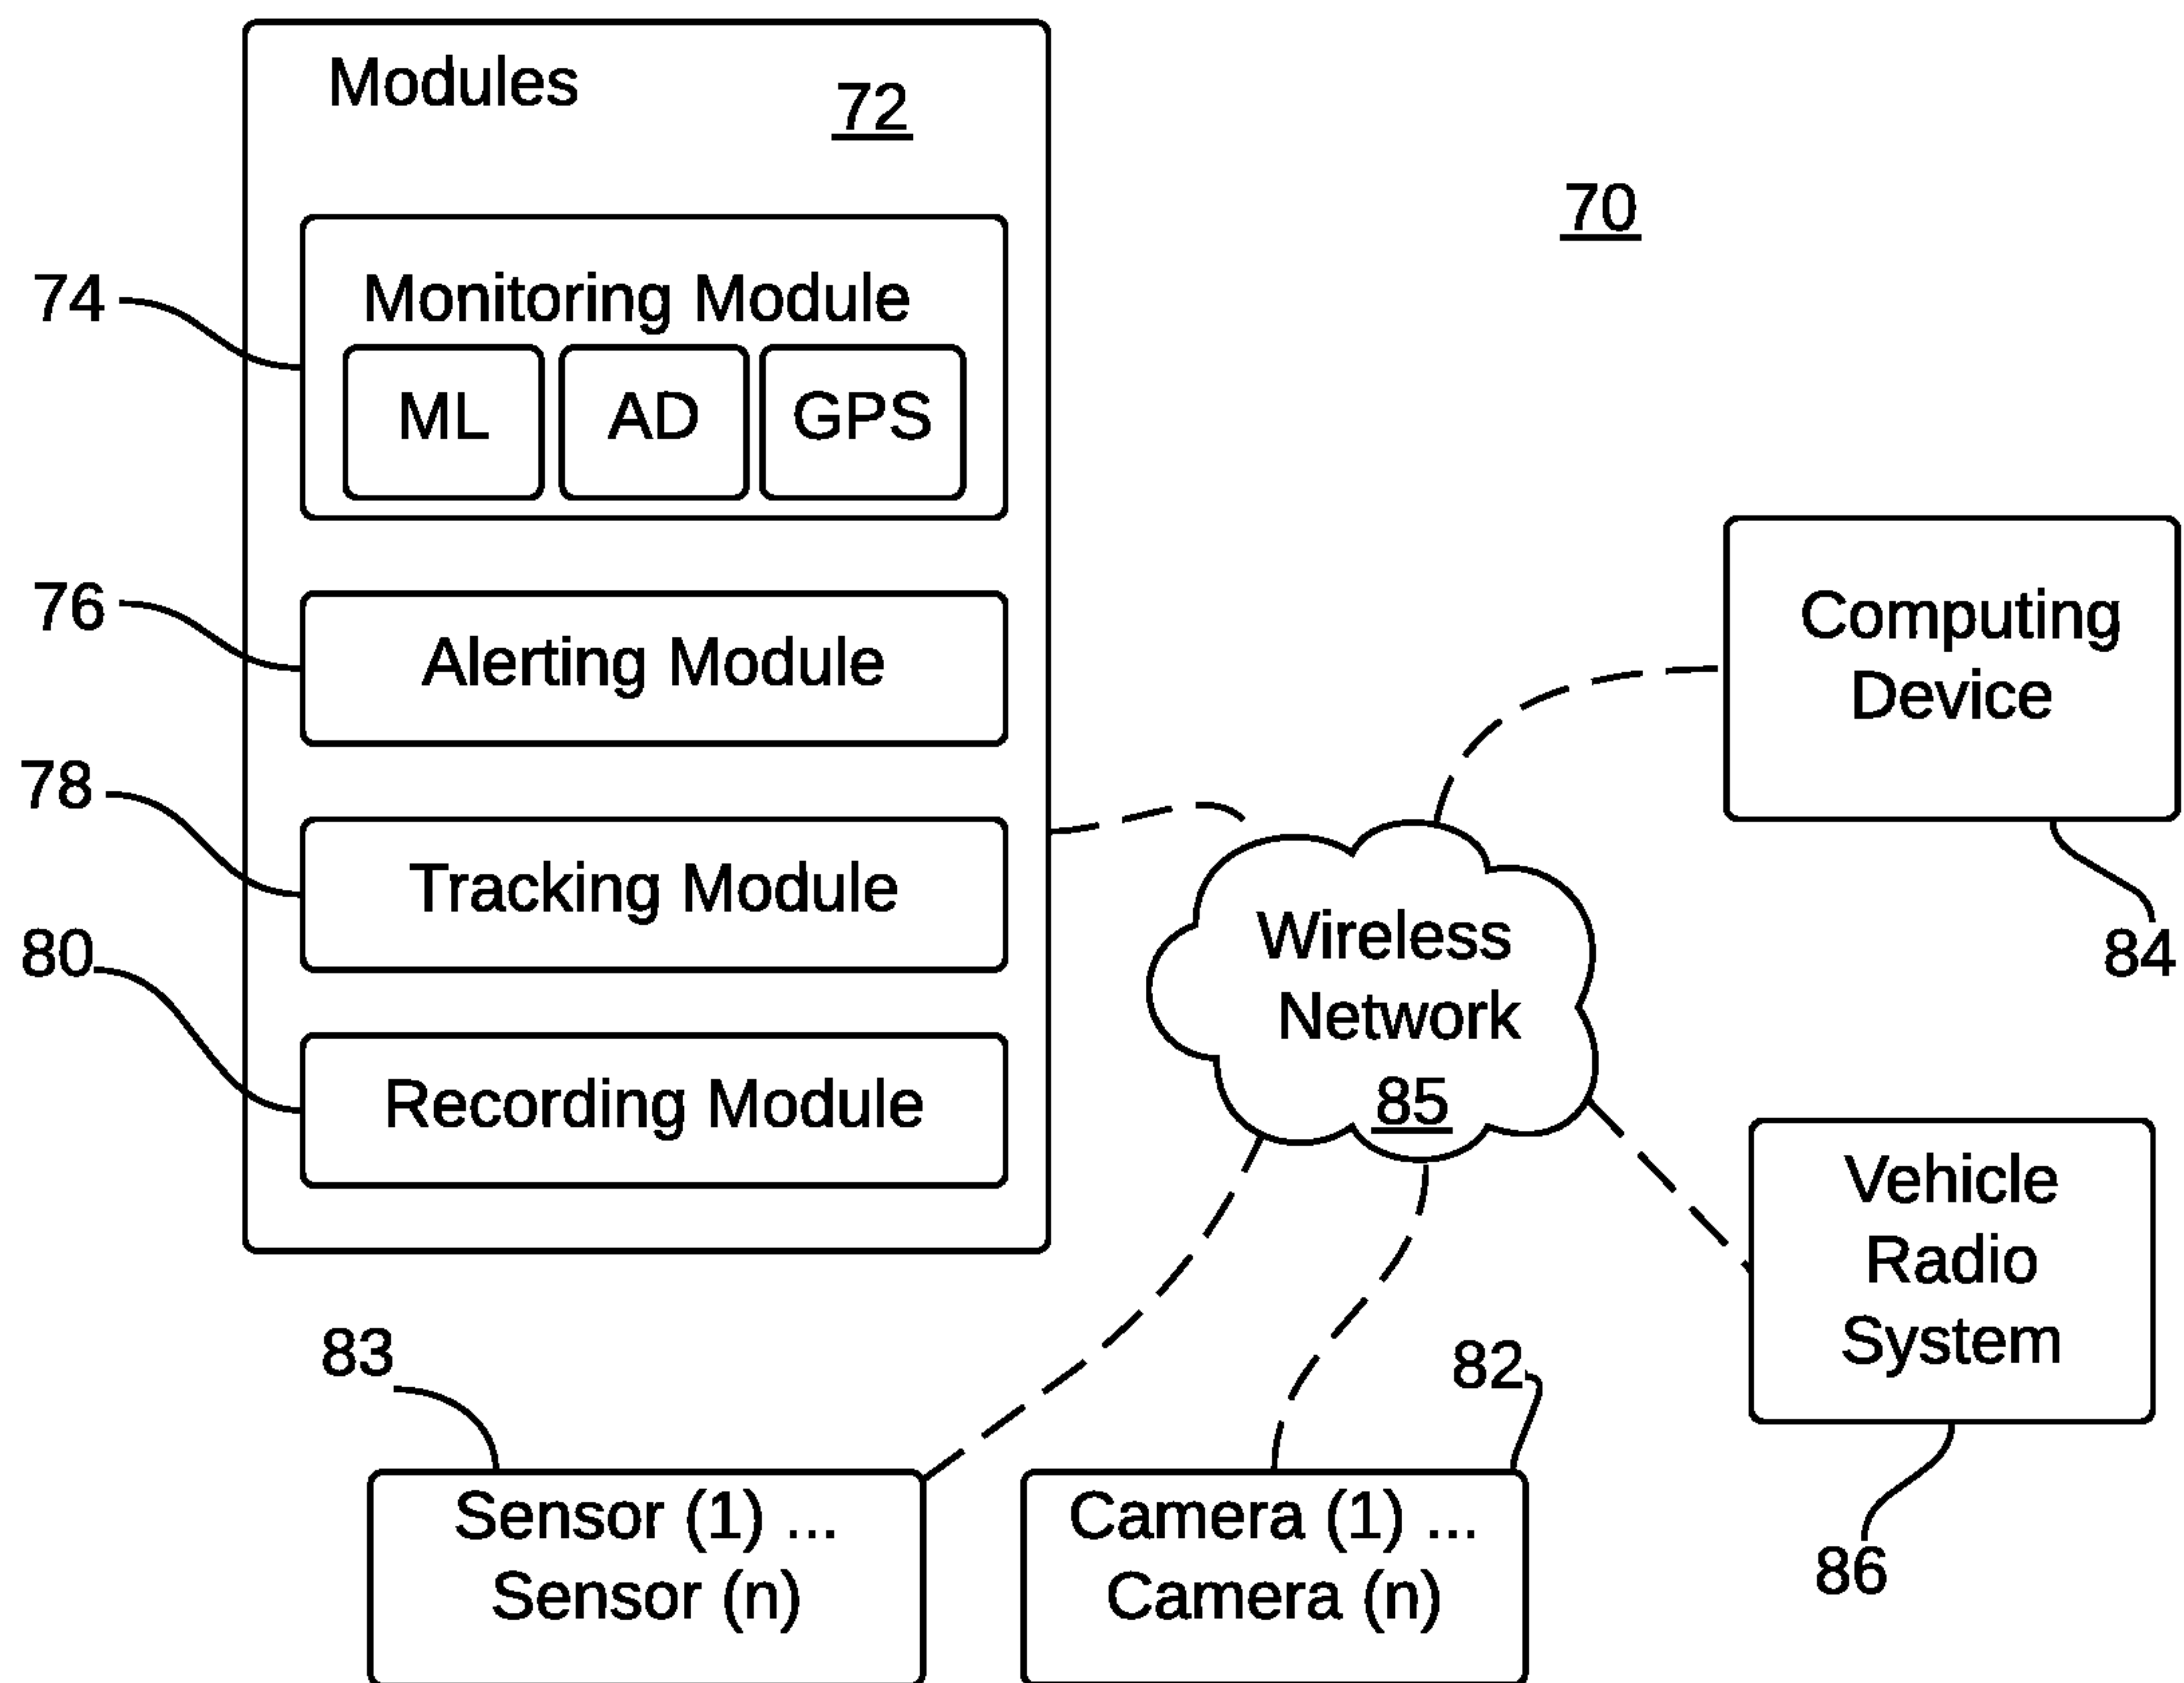 Modules
72
70
74
Monitoring Module
ML
AD
GPS
76
Alerting Module
Computing
Device
78
Tracking Module
80
Wireless
Network
85
84
Recording Module
Vehicle
Radio
System
83
82
86
Sensor (1) ...
Sensor (n)
Camera (1) ...
Camera (n)